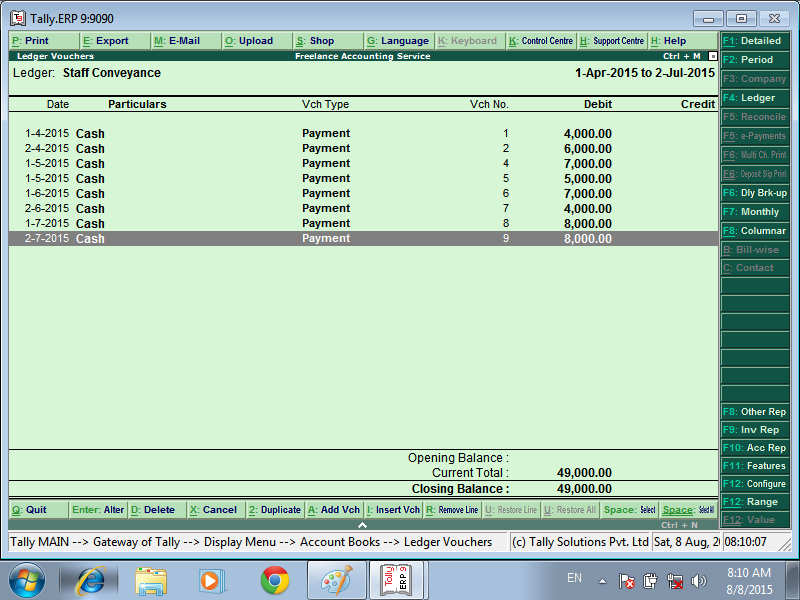 Tally.ERP 9:9090
P: Print E: Export M: E-Mail O: Upload S: Shop G: Language K: Keyboard K: Control Centre H: Support Centre H: Help
Ledger Vouchers Freelance Accounting Service Ctrl + M
Ledger: Staff Conveyance 1-Apr-2015 to 2-Jul-2015
Date Particulars Vch Type Vch No. Debit Credit
1-4-2015 Cash Payment 1 4,000.00
2-4-2015 Cash Payment 2 6,000.00
1-5-2015 Cash Payment 4 7,000.00
1-5-2015 Cash Payment 5 5,000.00
1-6-2015 Cash Payment 6 7,000.00
2-6-2015 Cash Payment 7 4,000.00
1-7-2015 Cash Payment 8 8,000.00
2-7-2015 Cash Payment 9 8,000.00
Opening Balance :
Current Total : 49,000.00
Closing Balance : 49,000.00
F1: Detailed
F2: Period
F3: Company
F4: Ledger
F5: Reconcile
F5: e-Payments
F6: Multi Ch. Print
F6: Deposit Slip Print
F6: Dly Brk-up
F7: Monthly
F8: Columnar
B: Bill-wise
C: Contact
F8: Other Rep
F9: Inv Rep
F10: Acc Rep
F11: Features
F12: Configure
F12: Range
F12: Value
Q: Quit Enter: Alter D: Delete X: Cancel 2: Duplicate A: Add Vch I: Insert Vch R: Remove Line U: Restore Line U: Restore All Space: Select Space: Select All
Ctrl + N
Tally MAIN --> Gateway of Tally --> Display Menu --> Account Books --> Ledger Vouchers (c) Tally Solutions Pvt. Ltd Sat, 8 Aug, 20 08:10:07
Tally ERP 9
EN
8:10 AM
8/8/2015